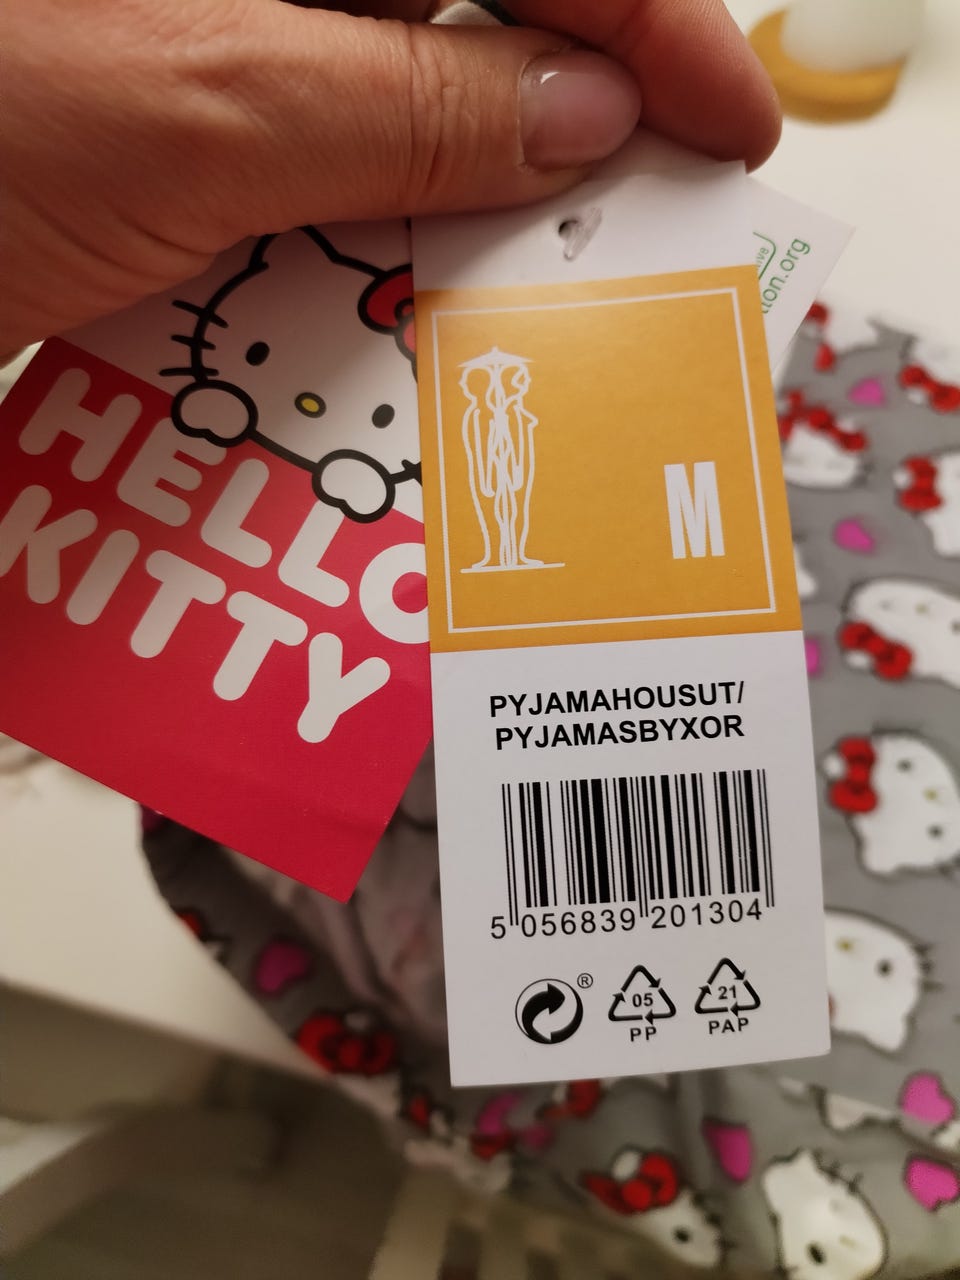 HELLO
KITTY
M
PYJAMAHOUSUT/
PYJAMASBYXOR
5 056839 201304
®
05
PP
21
PAP